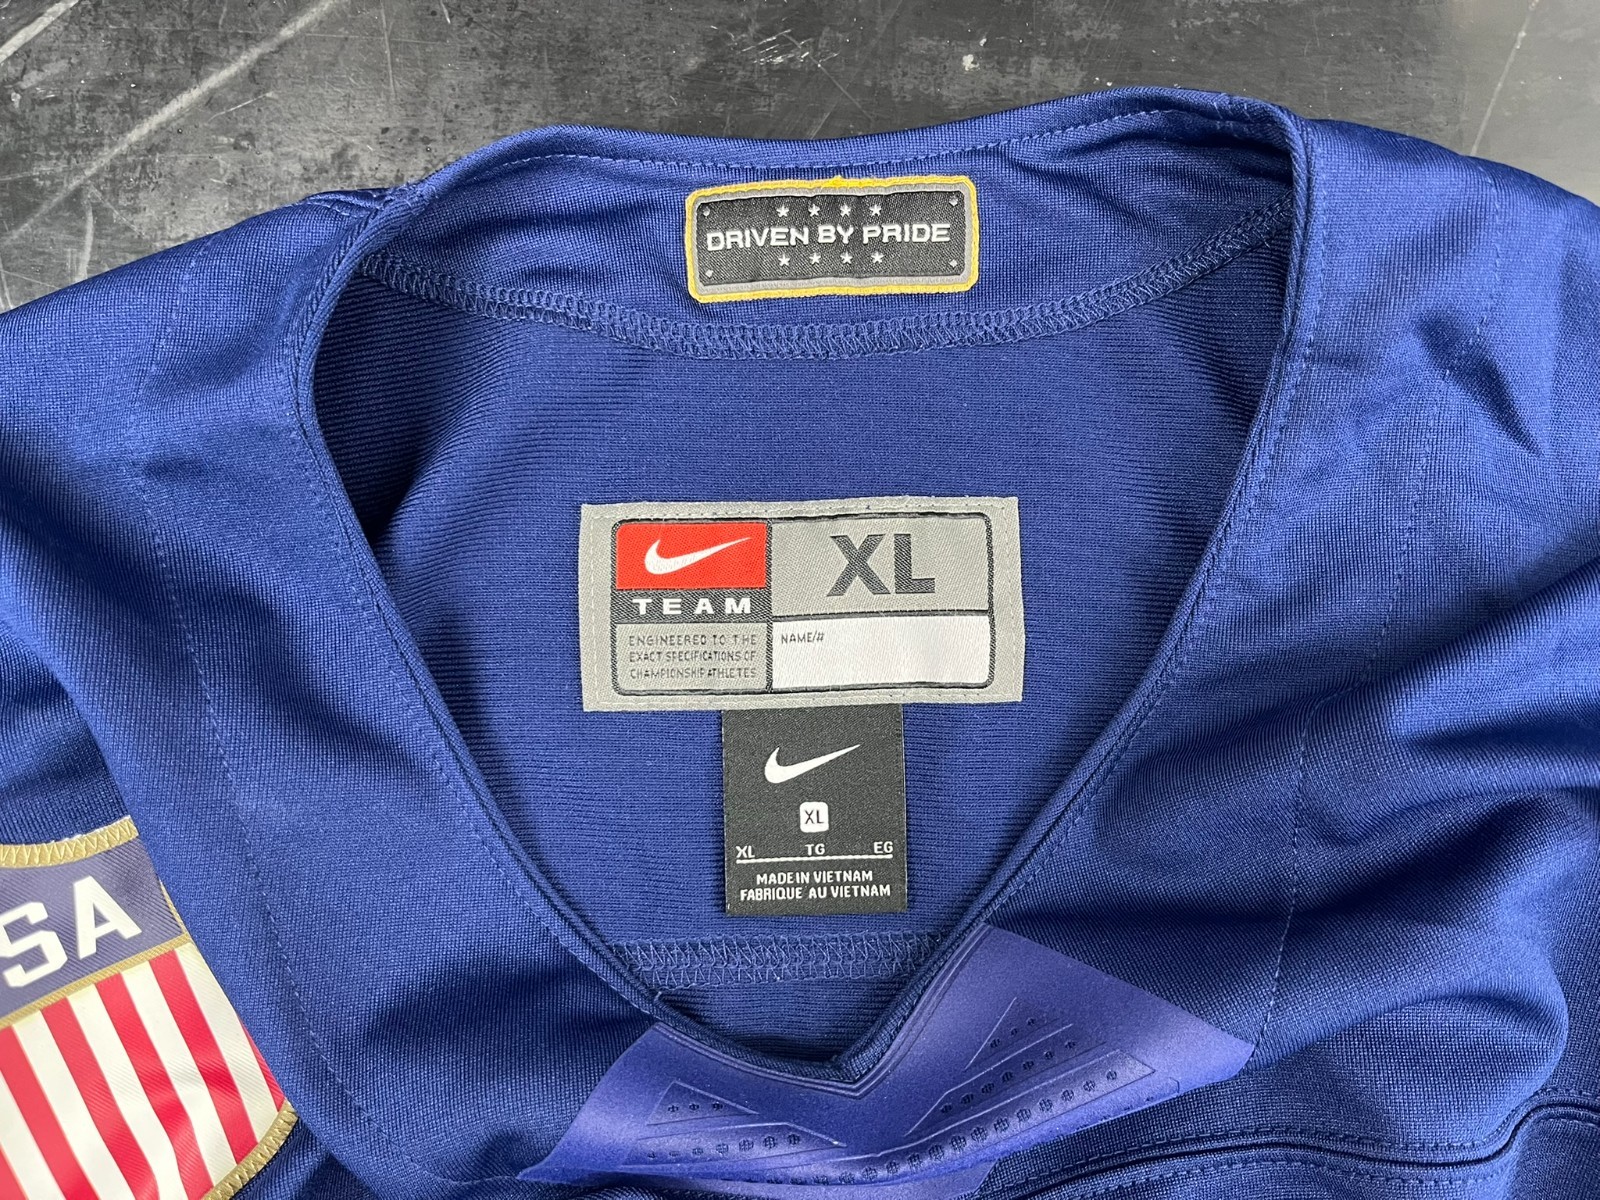 DRIVEN BY PRIDE
TEAM
XL
ENGINEERED TO THE
EXACT SPECIFICATIONS OF
CHAMPIONSHIP ATHLETES
NAME/#
XL
XL TG EG
MADE IN VIETNAM
FABRIQUE AU VIETNAM
SA